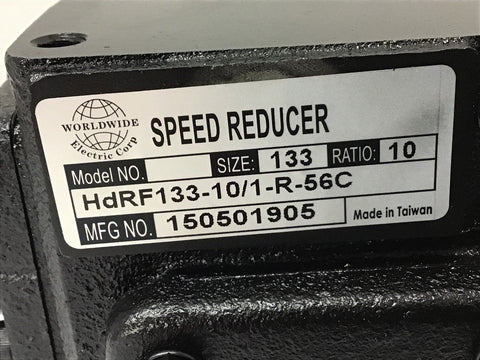 WORLDWIDE
Electric Corp
SPEED REDUCER
Model NO. SIZE: 133 RATIO: 10
HdRF133-10/1-R-56C
MFG NO. 150501905 Made in Taiwan